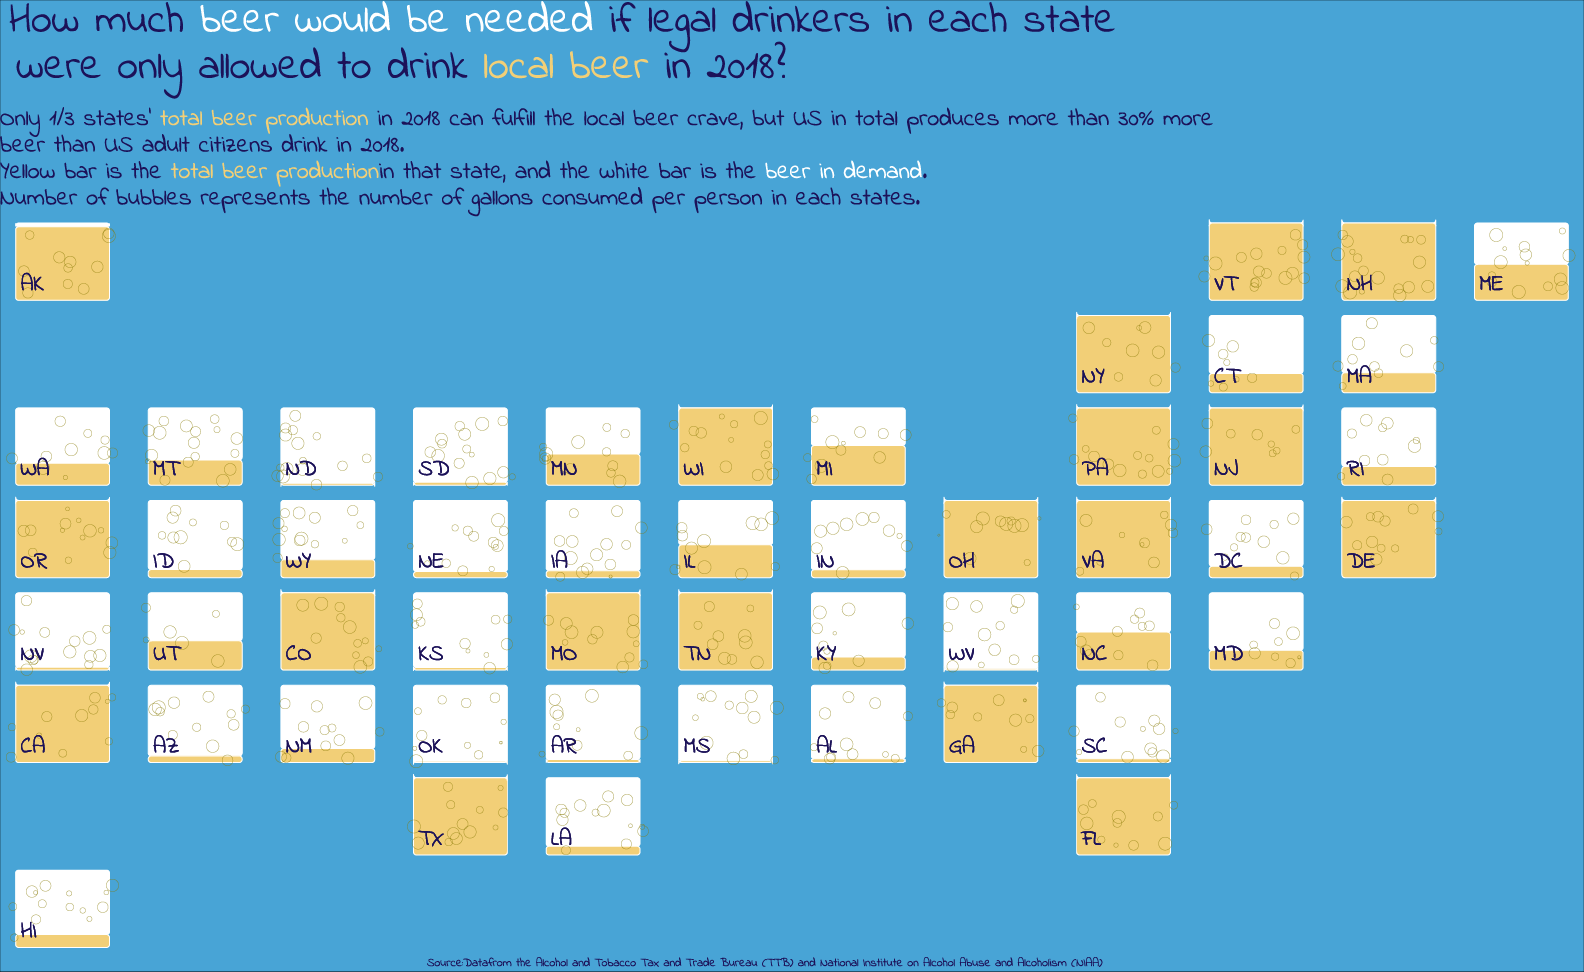 How much beer would be needed if legal drinkers in each state
were only allowed to drink local beer in 2018?
Only 1/3 states' total beer production in 2018 can fulfill the local beer crave, but US in total produces more than 30% more
beer than US adult citizens drink in 2018.
Yellow bar is the total beer productionin that state, and the white bar is the beer in demand.
Number of bubbles represents the number of gallons consumed per person in each states.
AK VT NH ME
NY CT MA
WA MT ND SD MN WI MI PA NJ RI
OR ID WY NE IA IL IN OH VA DC DE
NV UT CO KS MO TN KY WV NC MD
CA AZ NM OK AR MS AL GA SC
TX LA FL
HI
Source:Datafrom the Alcohol and Tobacco Tax and Trade Bureau (TTB) and National Institute on Alcohol Abuse and Alcoholism (NIAA)